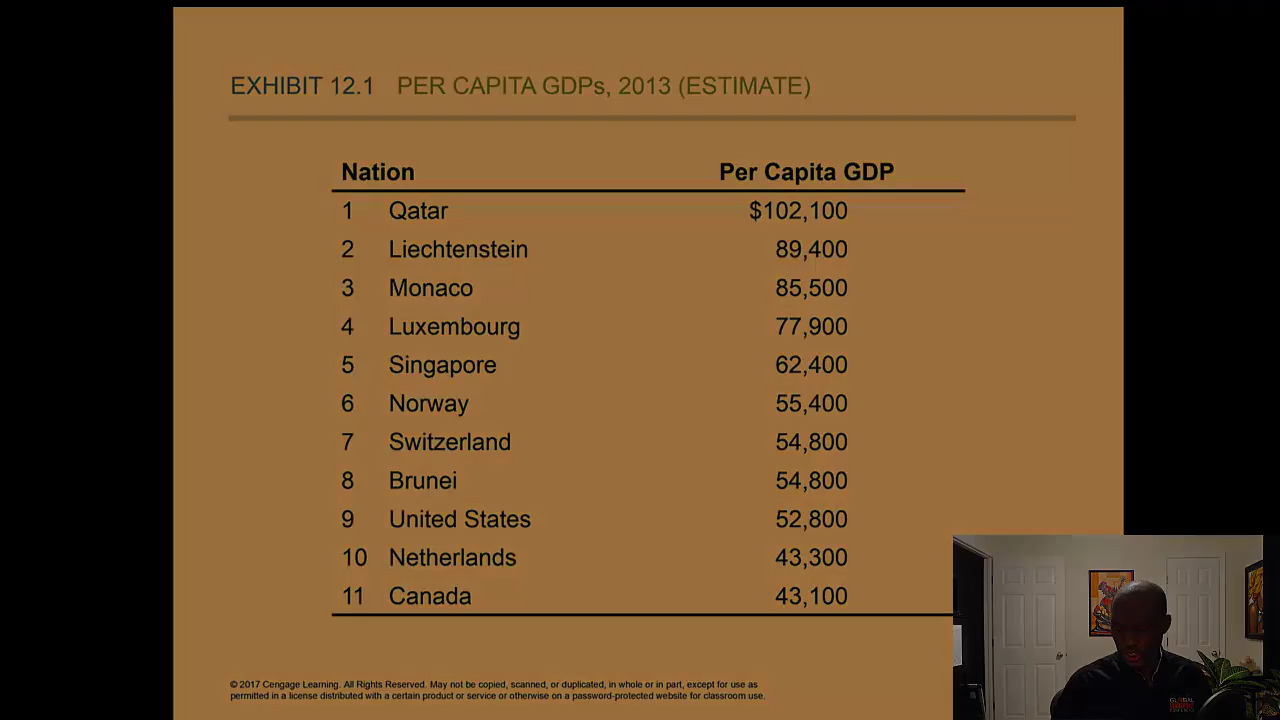 EXHIBIT 12.1 PER CAPITA GDPs, 2013 (ESTIMATE)
Nation Per Capita GDP
1 Qatar $102,100
2 Liechtenstein 89,400
3 Monaco 85,500
4 Luxembourg 77,900
5 Singapore 62,400
6 Norway 55,400
7 Switzerland 54,800
8 Brunei 54,800
9 United States 52,800
10 Netherlands 43,300
11 Canada 43,100
© 2017 Cengage Learning. All Rights Reserved. May not be copied, scanned, or duplicated, in whole or in part, except for use as
permitted in a license distributed with a certain product or service or otherwise on a password-protected website for classroom use.